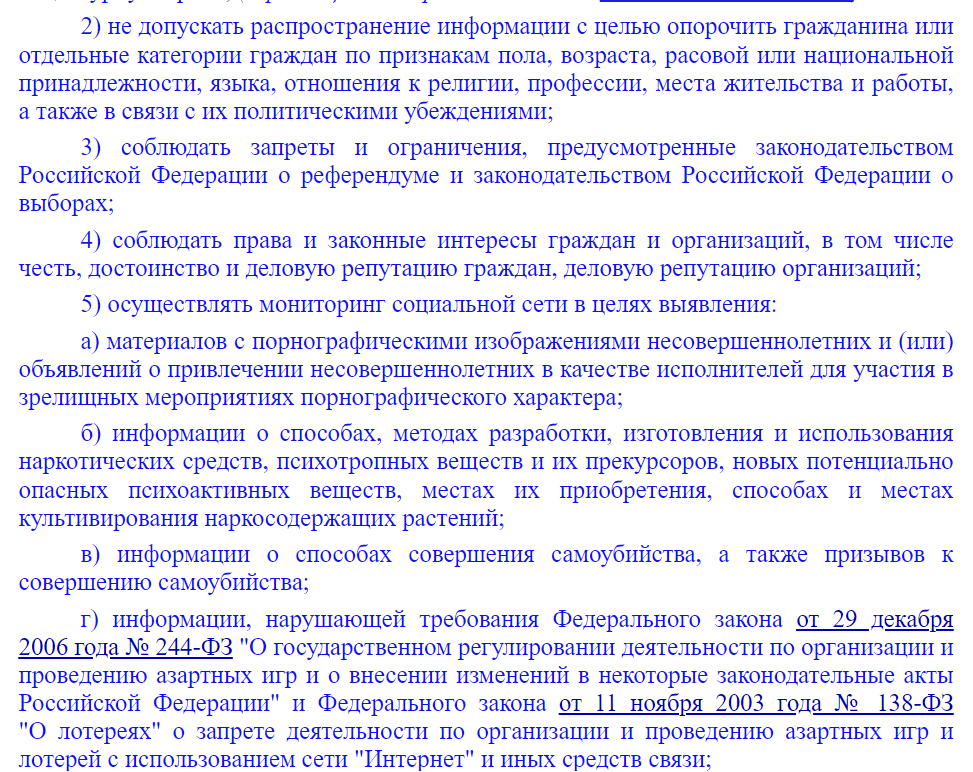 2) не допускать распространение информации с целью опорочить гражданина или
отдельные категории граждан по признакам пола, возраста, расовой или национальной
принадлежности, языка, отношения к религии, профессии, места жительства и работы,
а также в связи с их политическими убеждениями;
3) соблюдать запреты и ограничения, предусмотренные законодательством
Российской Федерации о референдуме и законодательством Российской Федерации о
выборах;
4) соблюдать права и законные интересы граждан и организаций, в том числе
честь, достоинство и деловую репутацию граждан, деловую репутацию организаций;
5) осуществлять мониторинг социальной сети в целях выявления:
а) материалов с порнографическими изображениями несовершеннолетних и (или)
объявлений о привлечении несовершеннолетних в качестве исполнителей для участия в
зрелищных мероприятиях порнографического характера;
б) информации о способах, методах разработки, изготовления и использования
наркотических средств, психотропных веществ и их прекурсоров, новых потенциально
опасных психоактивных веществ, местах их приобретения, способах и местах
культивирования наркосодержащих растений;
в) информации о способах совершения самоубийства, а также призывов к
совершению самоубийства;
г) информации, нарушающей требования Федерального закона от 29 декабря
2006 года № 244-ФЗ "О государственном регулировании деятельности по организации и
проведению азартных игр и о внесении изменений в некоторые законодательные акты
Российской Федерации" и Федерального закона от 11 ноября 2003 года № 138-ФЗ
"О лотереях" о запрете деятельности по организации и проведению азартных игр и
лотерей с использованием сети "Интернет" и иных средств связи;